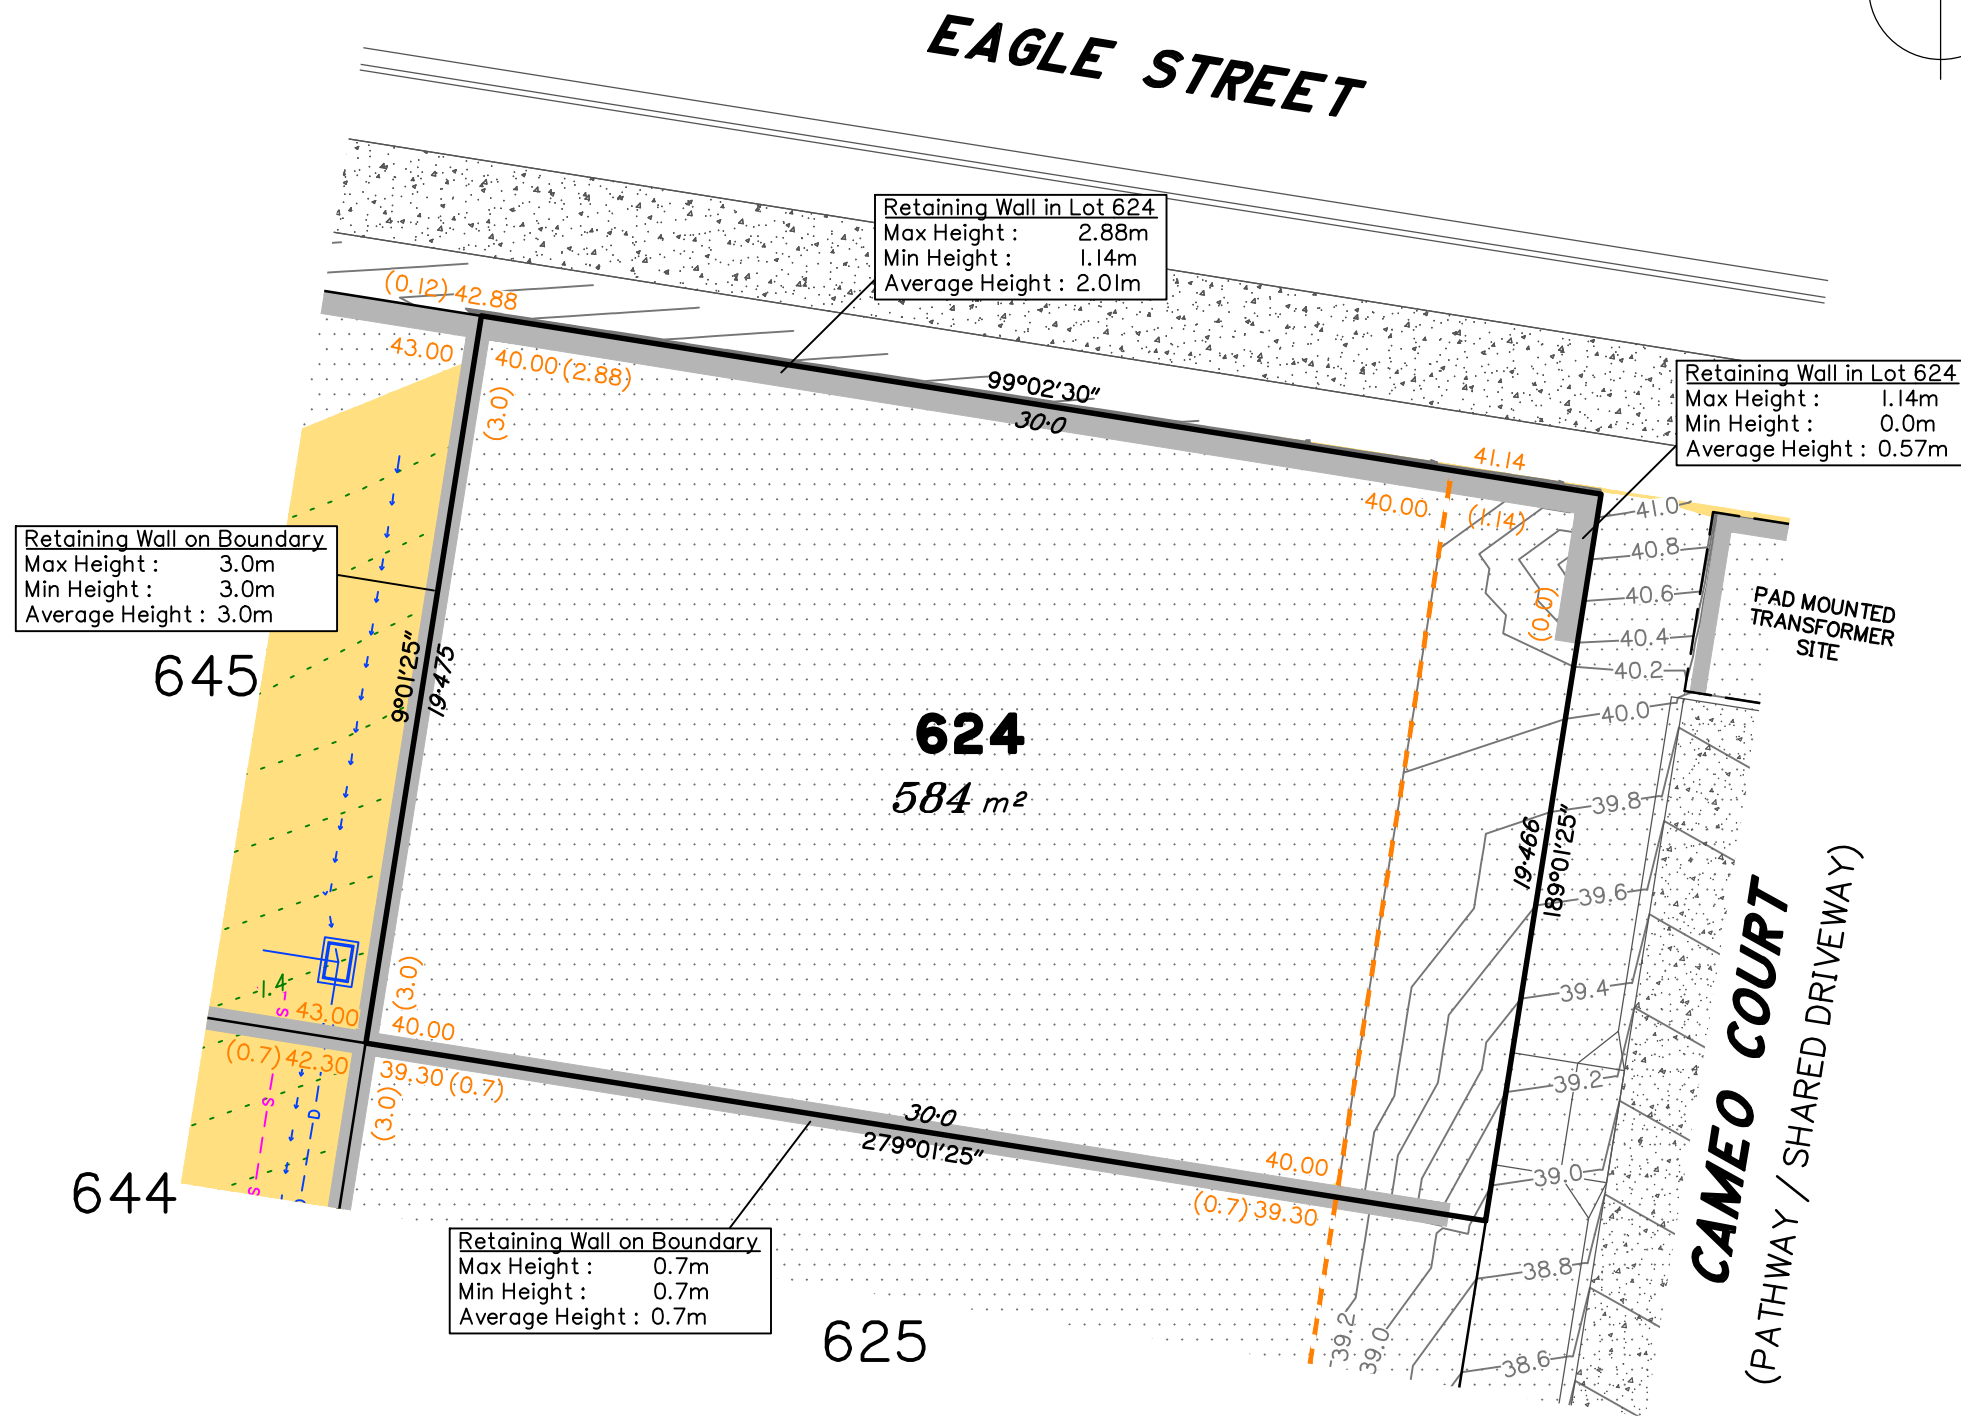 EAGLE STREET
Retaining Wall in Lot 624
Max Height : 2.88m
Min Height : 1.14m
Average Height : 2.01m
(0.12) 42.88
43.00
40.00 (2.88)
(3.0)
99°02'30"
30·0
Retaining Wall in Lot 624
Max Height : 1.14m
Min Height : 0.0m
Average Height : 0.57m
41.14
40.00
(1.14)
(0.0)
41.0
40.8
40.6
40.4
40.2
40.0
39.8
39.6
39.4
39.2
39.0
38.8
38.6
PAD MOUNTED
TRANSFORMER
SITE
Retaining Wall on Boundary
Max Height : 3.0m
Min Height : 3.0m
Average Height : 3.0m
645
9°01'25"
19·475
624
584 m²
19·466
189°01'25"
CAMEO COURT
(PATHWAY / SHARED DRIVEWAY)
1.4
S
43.00
(3.0)
40.00
(0.7) 42.30
39.30 (0.7)
(3.0)
S
D
S
644
30·0
279°01'25"
40.00
(0.7) 39.30
Retaining Wall on Boundary
Max Height : 0.7m
Min Height : 0.7m
Average Height : 0.7m
625
39.2
39.0